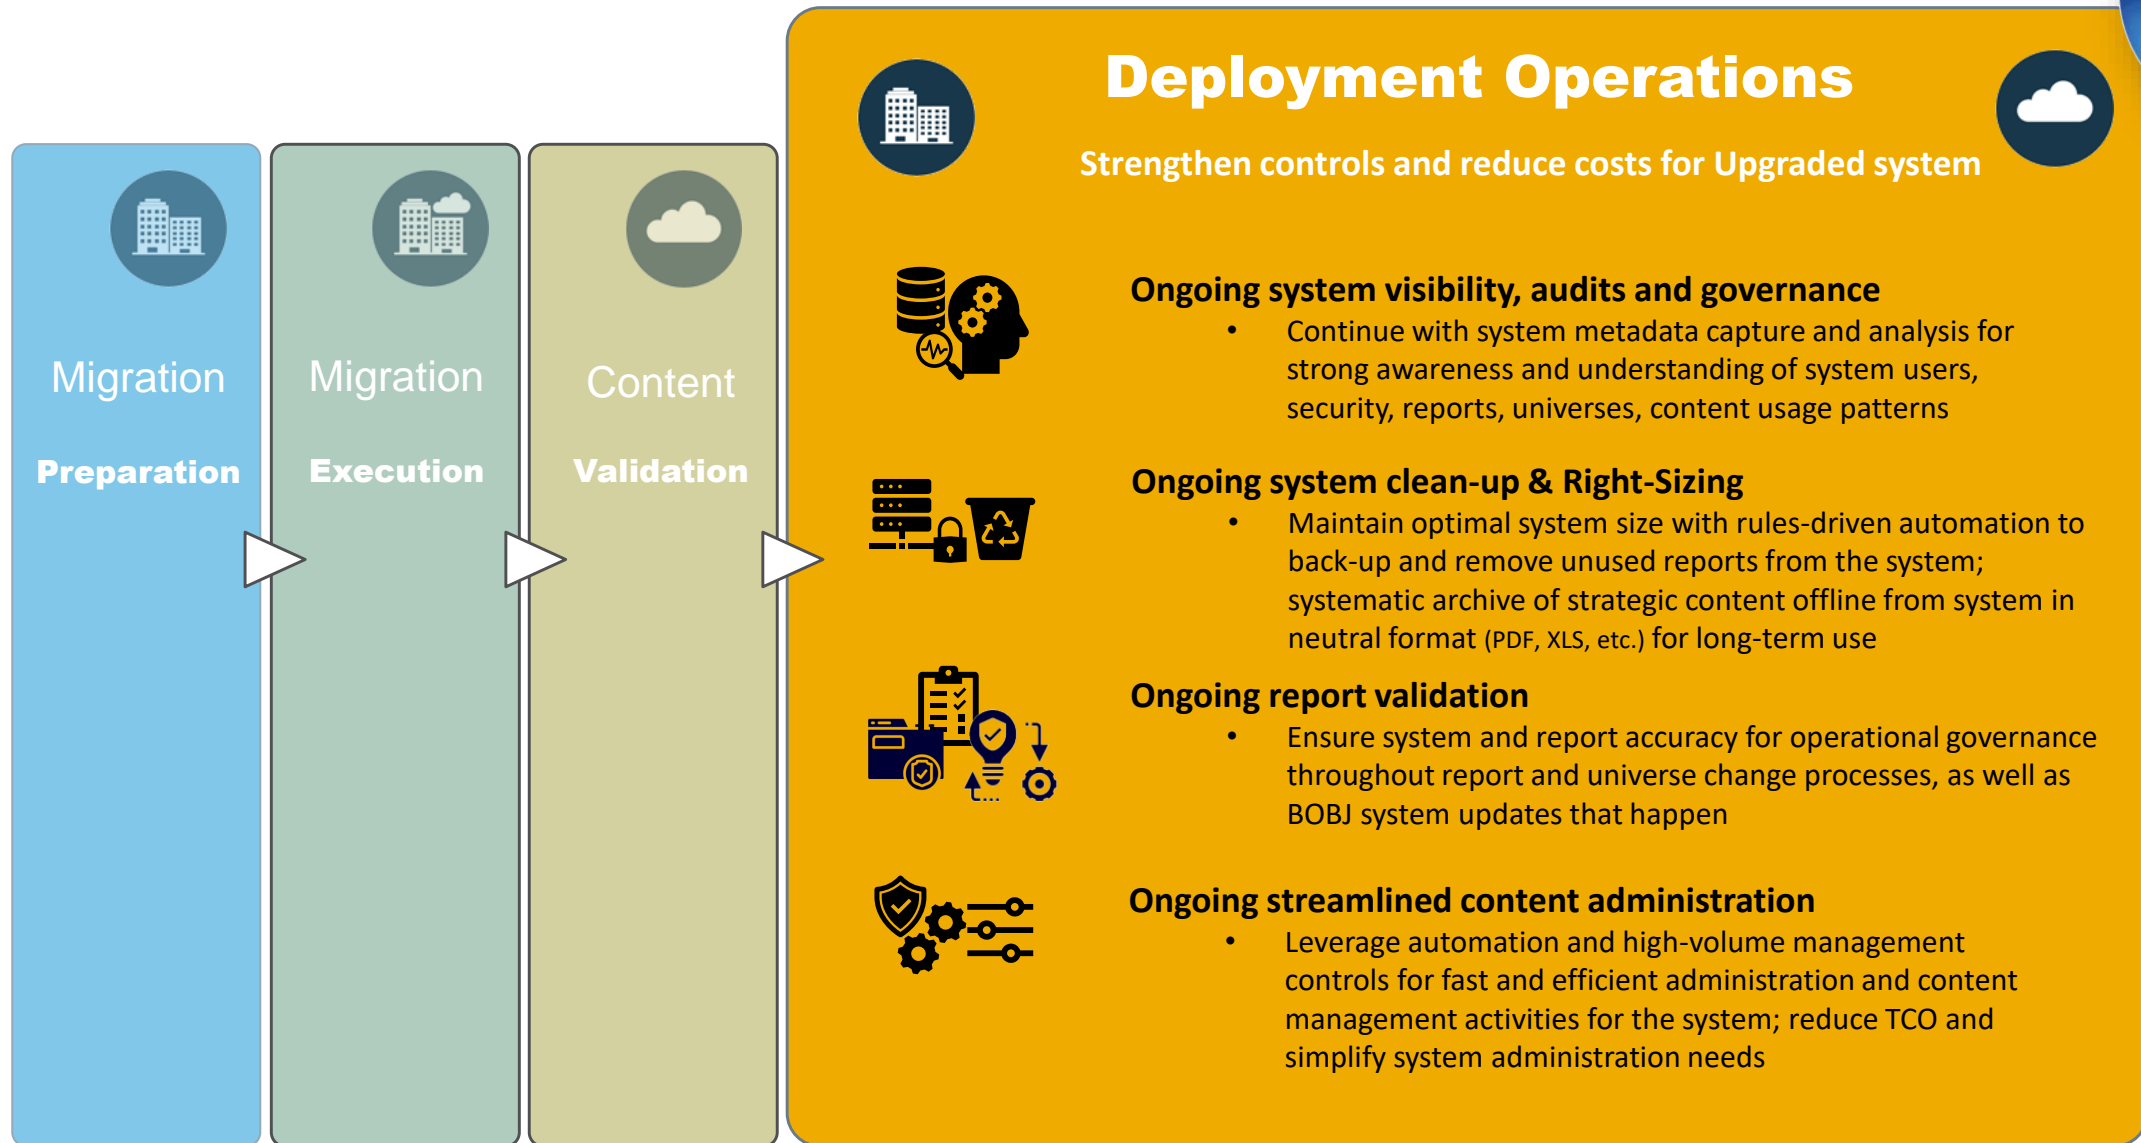 Migration
Preparation
Migration
Execution
Content
Validation
Deployment Operations
Strengthen controls and reduce costs for Upgraded system
Ongoing system visibility, audits and governance
• Continue with system metadata capture and analysis for
strong awareness and understanding of system users,
security, reports, universes, content usage patterns
Ongoing system clean-up & Right-Sizing
• Maintain optimal system size with rules-driven automation to
back-up and remove unused reports from the system;
systematic archive of strategic content offline from system in
neutral format (PDF, XLS, etc.) for long-term use
Ongoing report validation
• Ensure system and report accuracy for operational governance
throughout report and universe change processes, as well as
BOBJ system updates that happen
Ongoing streamlined content administration
• Leverage automation and high-volume management
controls for fast and efficient administration and content
management activities for the system; reduce TCO and
simplify system administration needs